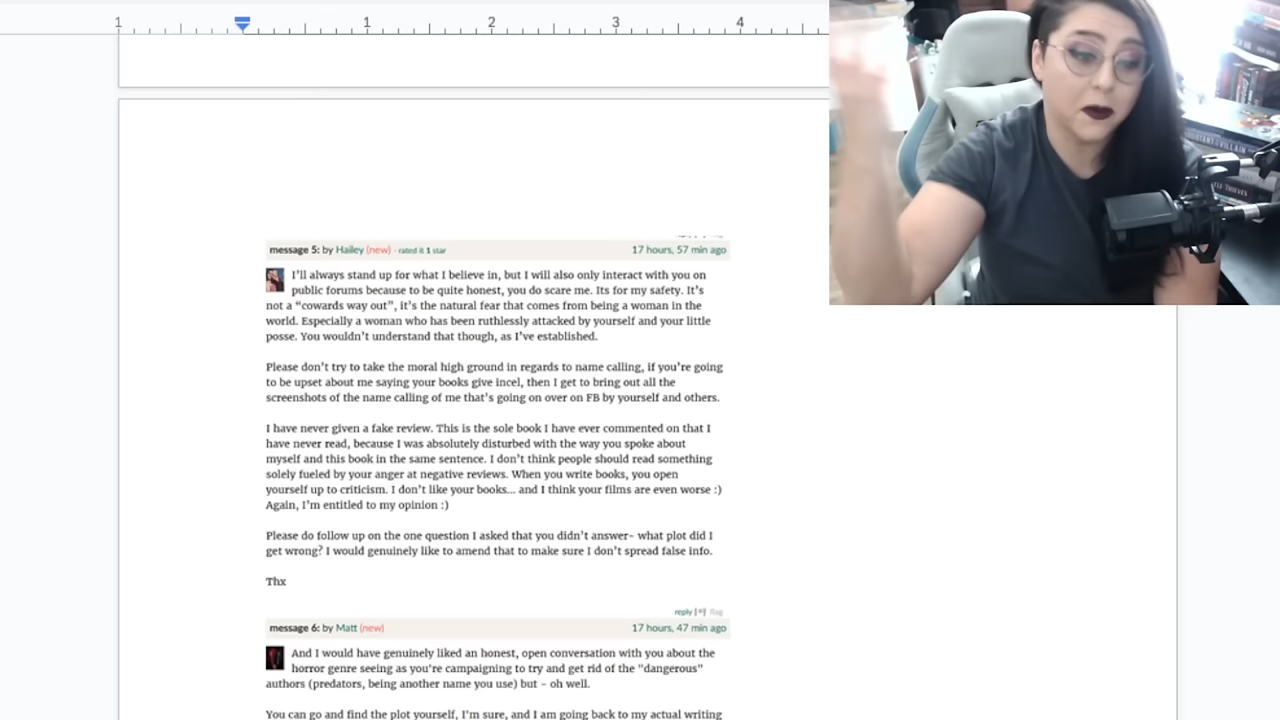 1 1 2 3 4
message 5: by Hailey (new) · rated it 1 star 17 hours, 57 min ago
I'll always stand up for what I believe in, but I will also only interact with you on
public forums because to be quite honest, you do scare me. Its for my safety. It's
not a “cowards way out”, it's the natural fear that comes from being a woman in the
world. Especially a woman who has been ruthlessly attacked by yourself and your little
posse. You wouldn't understand that though, as I've established.
Please don't try to take the moral high ground in regards to name calling, if you're going
to be upset about me saying your books give incel, then I get to bring out all the
screenshots of the name calling of me that's going on over on FB by yourself and others.
I have never given a fake review. This is the sole book I have ever commented on that I
have never read, because I was absolutely disturbed with the way you spoke about
myself and this book in the same sentence. I don't think people should read something
solely fueled by your anger at negative reviews. When you write books, you open
yourself up to criticism. I don't like your books... and I think your films are even worse :)
Again, I'm entitled to my opinion :)
Please do follow up on the one question I asked that you didn't answer- what plot did I
get wrong? I would genuinely like to amend that to make sure I don't spread false info.
Thx
reply | flag
message 6: by Matt (new) 17 hours, 47 min ago
And I would have genuinely liked an honest, open conversation with you about the
horror genre seeing as you're campaigning to try and get rid of the "dangerous"
authors (predators, being another name you use) but - oh well.
You can go and find the plot yourself, I'm sure, and I am going back to my actual writing